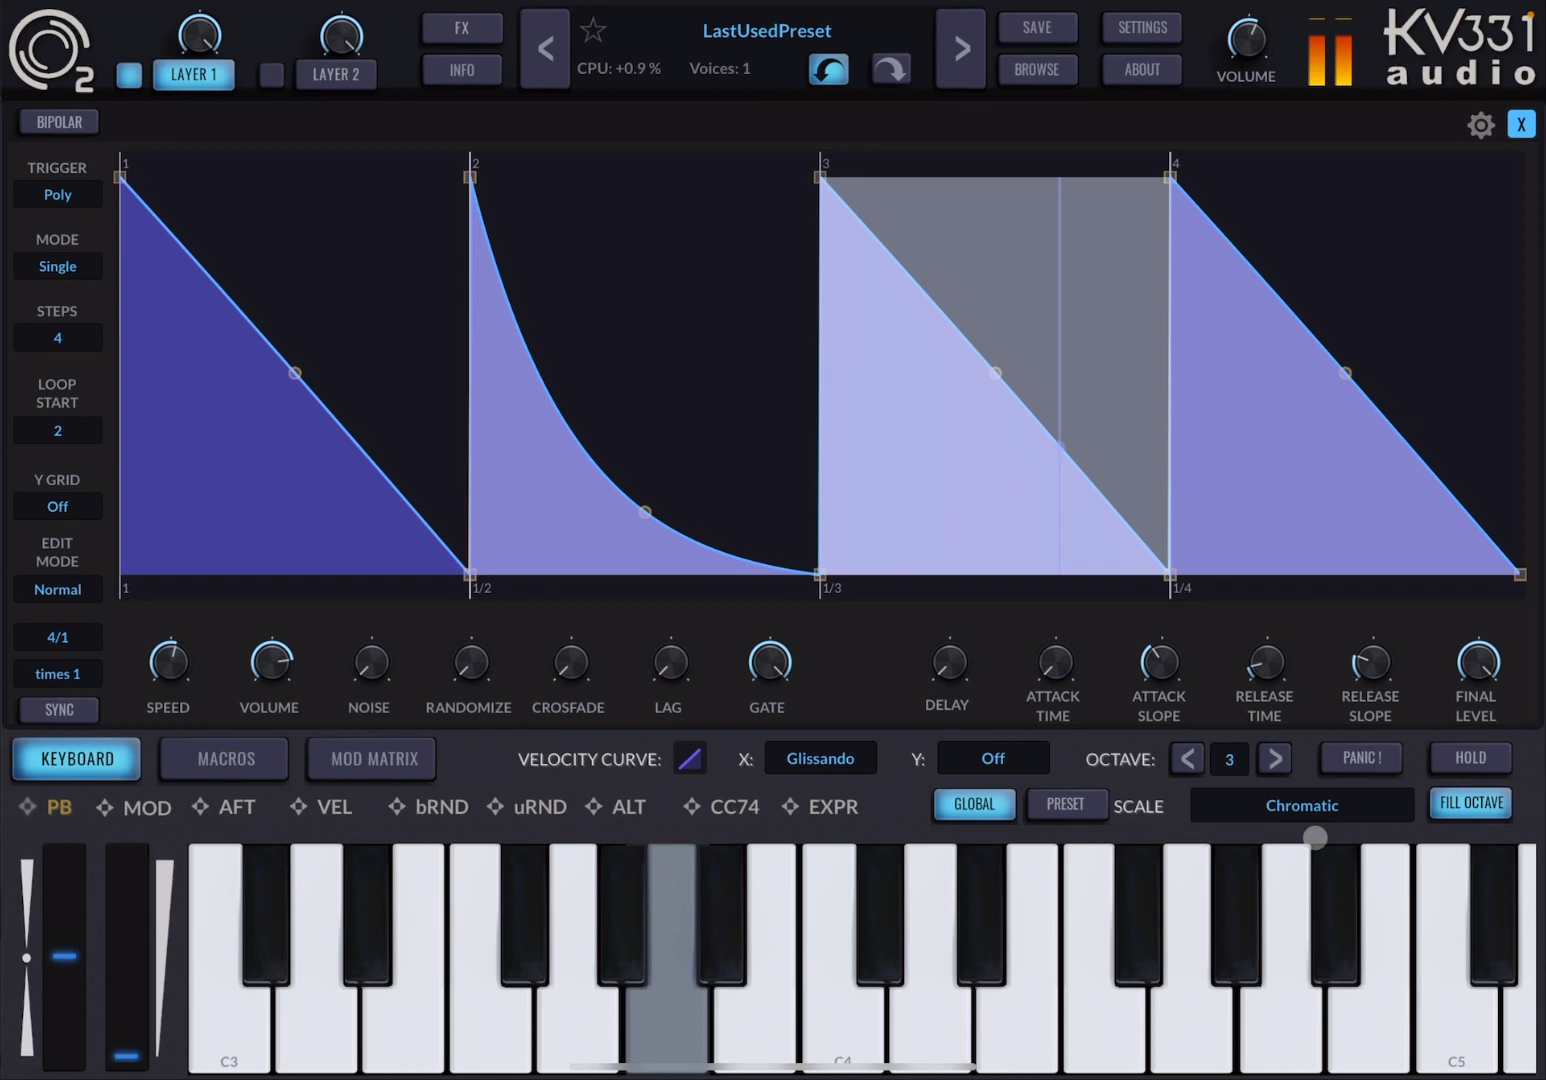 2
LAYER 1
LAYER 2
FX
INFO
<
LastUsedPreset
CPU: +0.9 %
Voices: 1
>
SAVE
BROWSE
SETTINGS
ABOUT
VOLUME
KV331
audio
BIPOLAR
X
TRIGGER
Poly
MODE
Single
STEPS
4
LOOP
START
2
Y GRID
Off
EDIT
MODE
Normal
4/1
times 1
SYNC
1
2
3
4
1
1/2
1/3
1/4
SPEED
VOLUME
NOISE
RANDOMIZE
CROSFADE
LAG
GATE
DELAY
ATTACK
TIME
ATTACK
SLOPE
RELEASE
TIME
RELEASE
SLOPE
FINAL
LEVEL
KEYBOARD
MACROS
MOD MATRIX
VELOCITY CURVE:
X:
Glissando
Y:
Off
OCTAVE:
<
3
>
PANIC !
HOLD
PB
MOD
AFT
VEL
bRND
uRND
ALT
CC74
EXPR
GLOBAL
PRESET
SCALE
Chromatic
FILL OCTAVE
C3
C4
C5